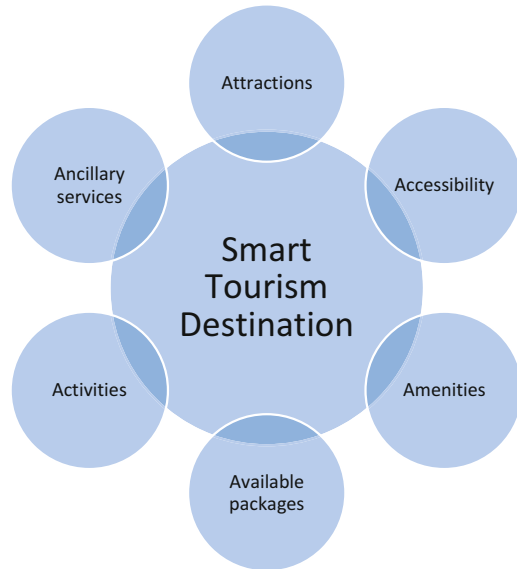 Attractions
Ancillary
services
Accessibility
Smart
Tourism
Destination
Activities
Amenities
Available
packages